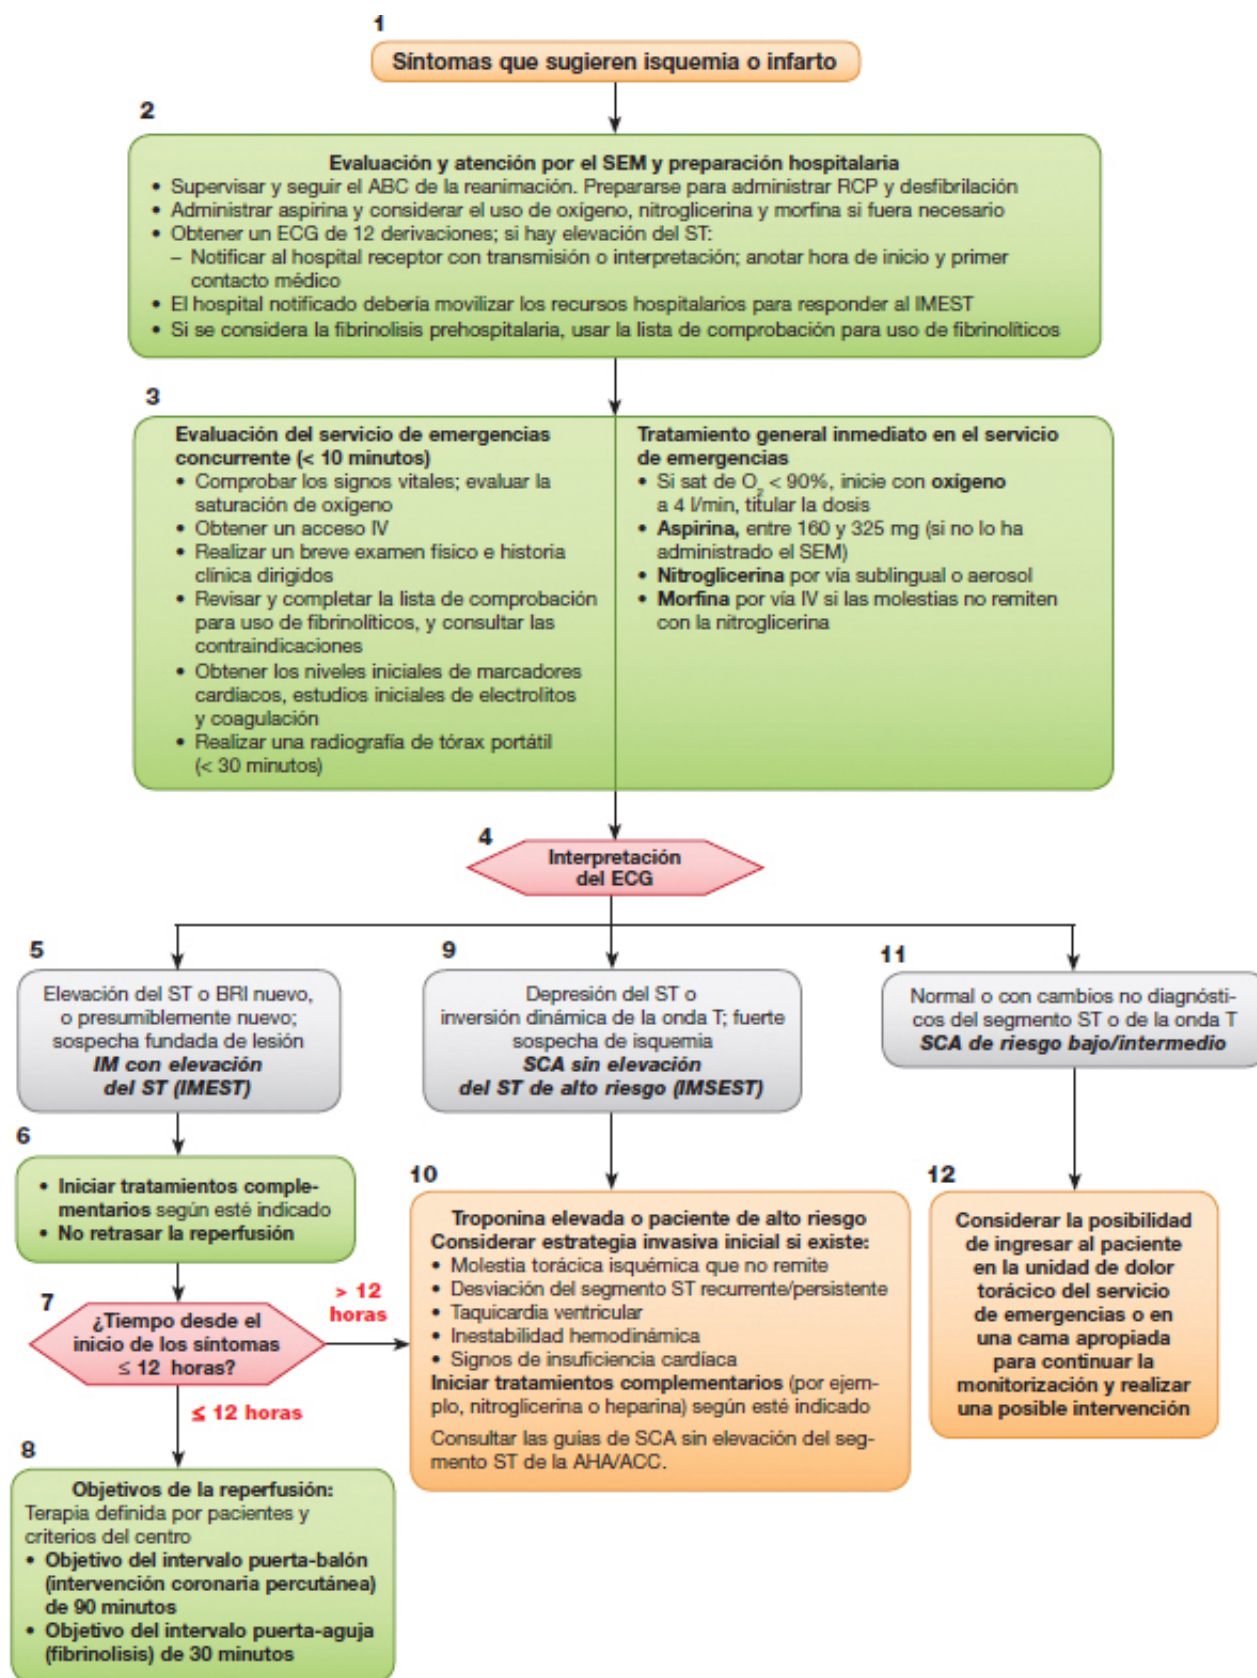 1
Síntomas que sugieren isquemia o infarto
2
Evaluación y atención por el SEM y preparación hospitalaria
• Supervisar y seguir el ABC de la reanimación. Prepararse para administrar RCP y desfibrilación
• Administrar aspirina y considerar el uso de oxígeno, nitroglicerina y morfina si fuera necesario
• Obtener un ECG de 12 derivaciones; si hay elevación del ST:
– Notificar al hospital receptor con transmisión o interpretación; anotar hora de inicio y primer
contacto médico
• El hospital notificado debería movilizar los recursos hospitalarios para responder al IMEST
• Si se considera la fibrinolisis prehospitalaria, usar la lista de comprobación para uso de fibrinolíticos
3
Evaluación del servicio de emergencias
concurrente (< 10 minutos)
• Comprobar los signos vitales; evaluar la
saturación de oxígeno
• Obtener un acceso IV
• Realizar un breve examen físico e historia
clínica dirigidos
• Revisar y completar la lista de comprobación
para uso de fibrinolíticos, y consultar las
contraindicaciones
• Obtener los niveles iniciales de marcadores
cardíacos, estudios iniciales de electrolitos
y coagulación
• Realizar una radiografía de tórax portátil
(< 30 minutos)
Tratamiento general inmediato en el servicio
de emergencias
• Si sat de O₂ < 90%, inicie con oxígeno
a 4 l/min, titular la dosis
• Aspirina, entre 160 y 325 mg (si no lo ha
administrado el SEM)
• Nitroglicerina por vía sublingual o aerosol
• Morfina por vía IV si las molestias no remiten
con la nitroglicerina
4
Interpretación
del ECG
5
Elevación del ST o BRI nuevo,
o presumiblemente nuevo;
sospecha fundada de lesión
IM con elevación
del ST (IMEST)
6
• Iniciar tratamientos comple-
mentarios según esté indicado
• No retrasar la reperfusión
7
¿Tiempo desde el
inicio de los síntomas
≤ 12 horas?
> 12
horas
≤ 12 horas
8
Objetivos de la reperfusión:
Terapia definida por pacientes y
criterios del centro
• Objetivo del intervalo puerta-balón
(intervención coronaria percutánea)
de 90 minutos
• Objetivo del intervalo puerta-aguja
(fibrinolisis) de 30 minutos
9
Depresión del ST o
inversión dinámica de la onda T; fuerte
sospecha de isquemia
SCA sin elevación
del ST de alto riesgo (IMSEST)
10
Troponina elevada o paciente de alto riesgo
Considerar estrategia invasiva inicial si existe:
• Molestia torácica isquémica que no remite
• Desviación del segmento ST recurrente/persistente
• Taquicardia ventricular
• Inestabilidad hemodinámica
• Signos de insuficiencia cardíaca
Iniciar tratamientos complementarios (por ejem-
plo, nitroglicerina o heparina) según esté indicado
Consultar las guías de SCA sin elevación del seg-
mento ST de la AHA/ACC.
11
Normal o con cambios no diagnósti-
cos del segmento ST o de la onda T
SCA de riesgo bajo/intermedio
12
Considerar la posibilidad
de ingresar al paciente
en la unidad de dolor
torácico del servicio
de emergencias o en
una cama apropiada
para continuar la
monitorización y realizar
una posible intervención